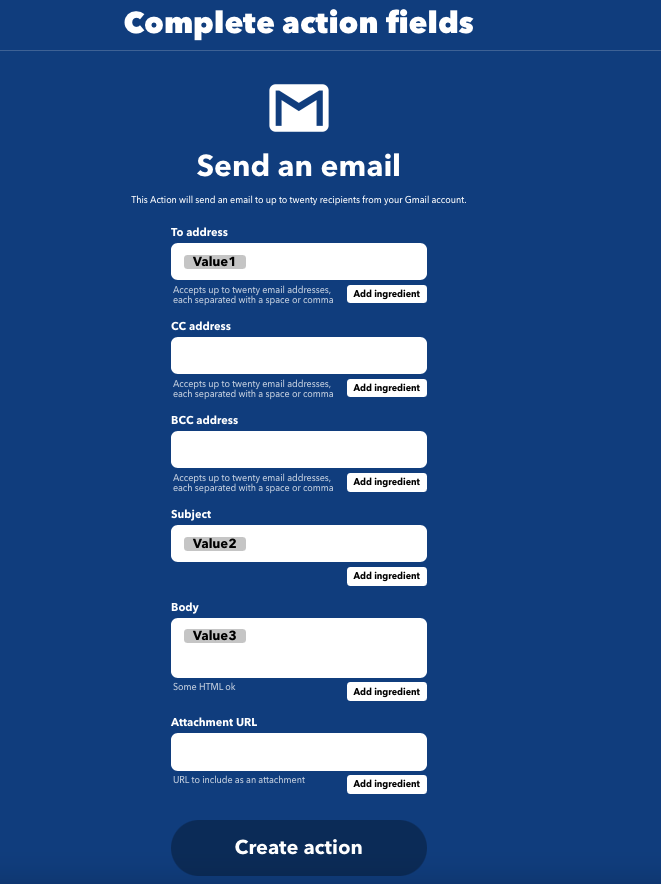 Complete action fields
Send an email
This Action will send an email to up to twenty recipients from your Gmail account.
To address
Value1
Accepts up to twenty email addresses,
each separated with a space or comma
Add ingredient
CC address
Accepts up to twenty email addresses,
each separated with a space or comma
Add ingredient
BCC address
Accepts up to twenty email addresses,
each separated with a space or comma
Add ingredient
Subject
Value2
Add ingredient
Body
Value3
Some HTML ok
Add ingredient
Attachment URL
URL to include as an attachment
Add ingredient
Create action